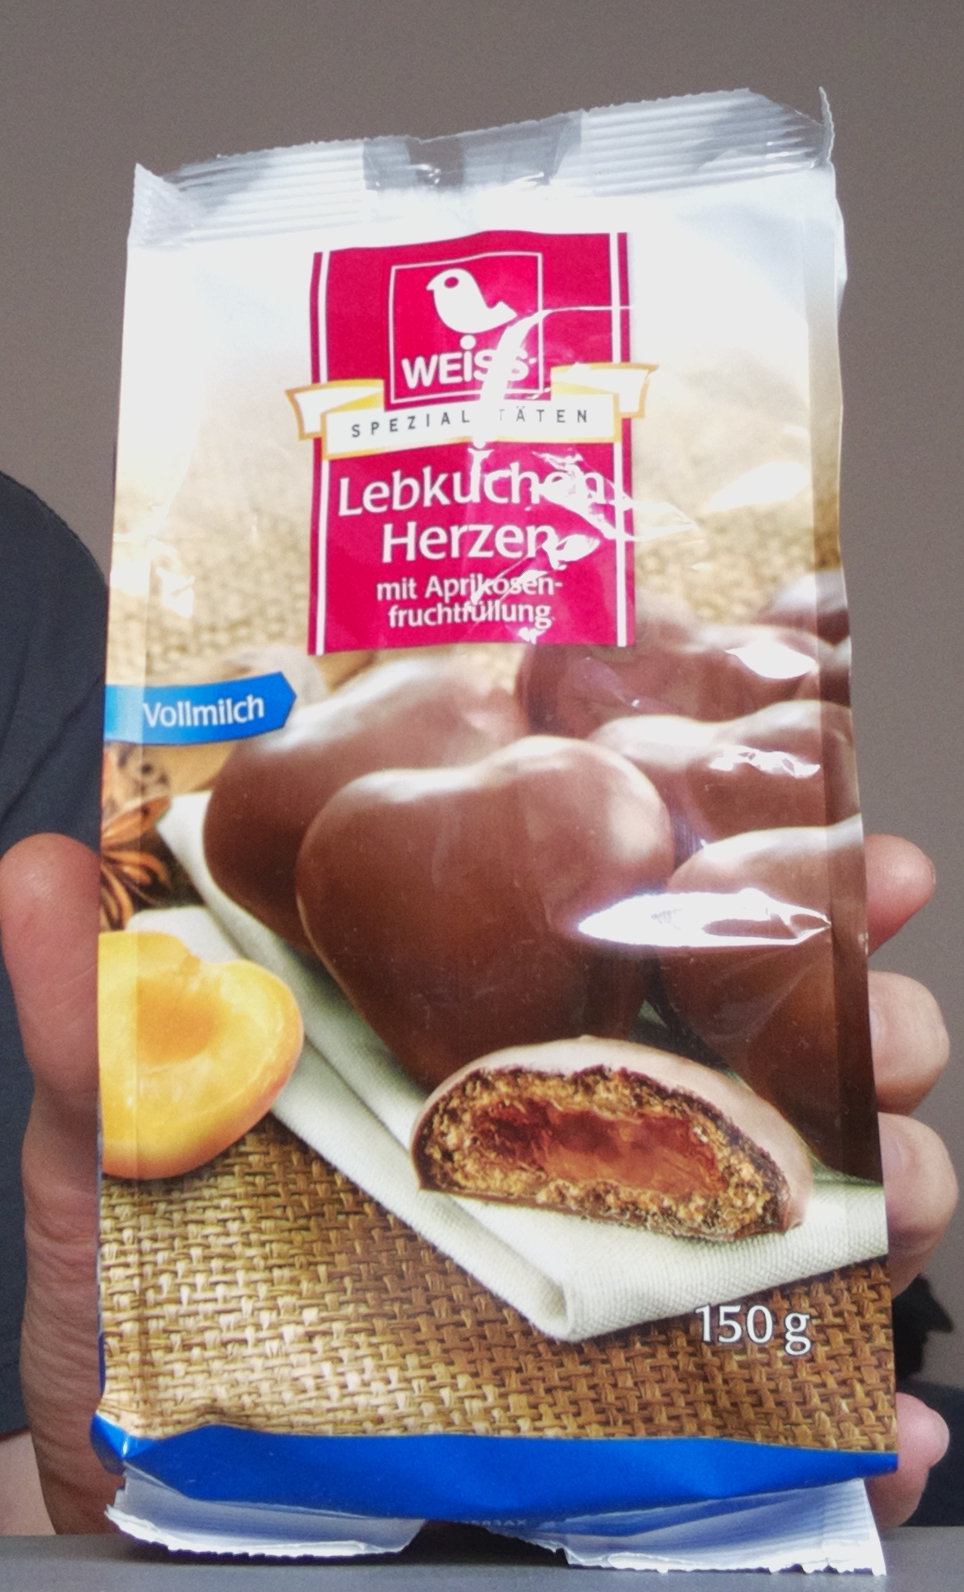 WEISS
SPEZIALITÄTEN
Lebkuchen
Herzen
mit Aprikosen-
fruchtfüllung
Vollmilch
150 g